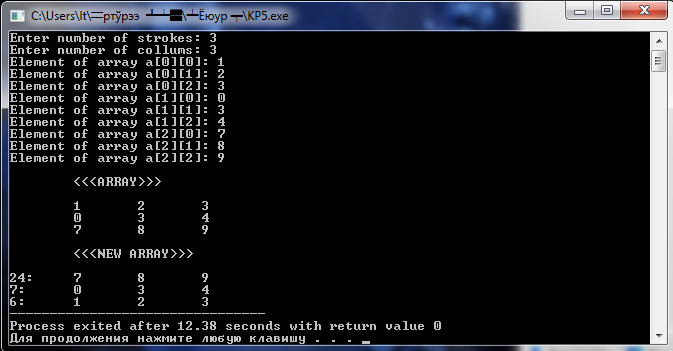 C:\Users\It\ \KP5.exe
Enter number of strokes: 3
Enter number of collums: 3
Element of array a[0][0]: 1
Element of array a[0][1]: 2
Element of array a[0][2]: 3
Element of array a[1][0]: 0
Element of array a[1][1]: 3
Element of array a[1][2]: 4
Element of array a[2][0]: 7
Element of array a[2][1]: 8
Element of array a[2][2]: 9
<<<ARRAY>>>
1 2 3
0 3 4
7 8 9
<<<NEW ARRAY>>>
24: 7 8 9
7: 0 3 4
6: 1 2 3
--------------------------------
Process exited after 12.38 seconds with return value 0
Для продолжения нажмите любую клавишу . . . _